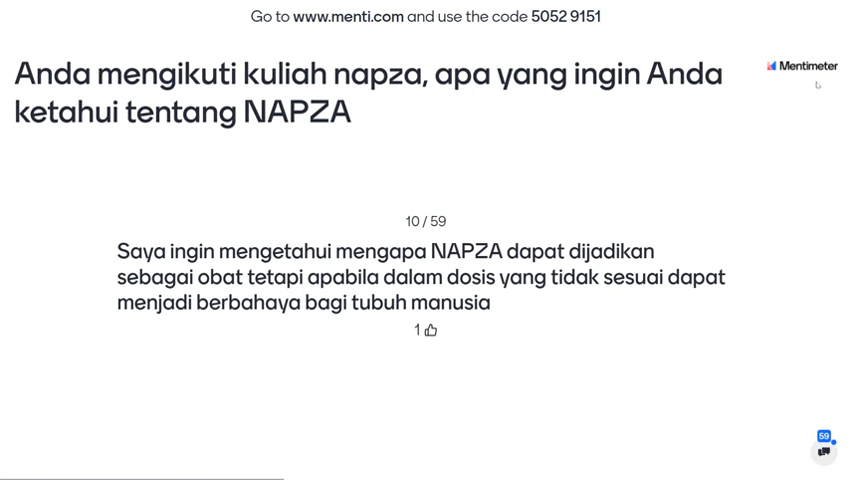 Go to www.menti.com and use the code 5052 9151
Anda mengikuti kuliah napza, apa yang ingin Anda
ketahui tentang NAPZA
Mentimeter
10 / 59
Saya ingin mengetahui mengapa NAPZA dapat dijadikan
sebagai obat tetapi apabila dalam dosis yang tidak sesuai dapat
menjadi berbahaya bagi tubuh manusia
1
59